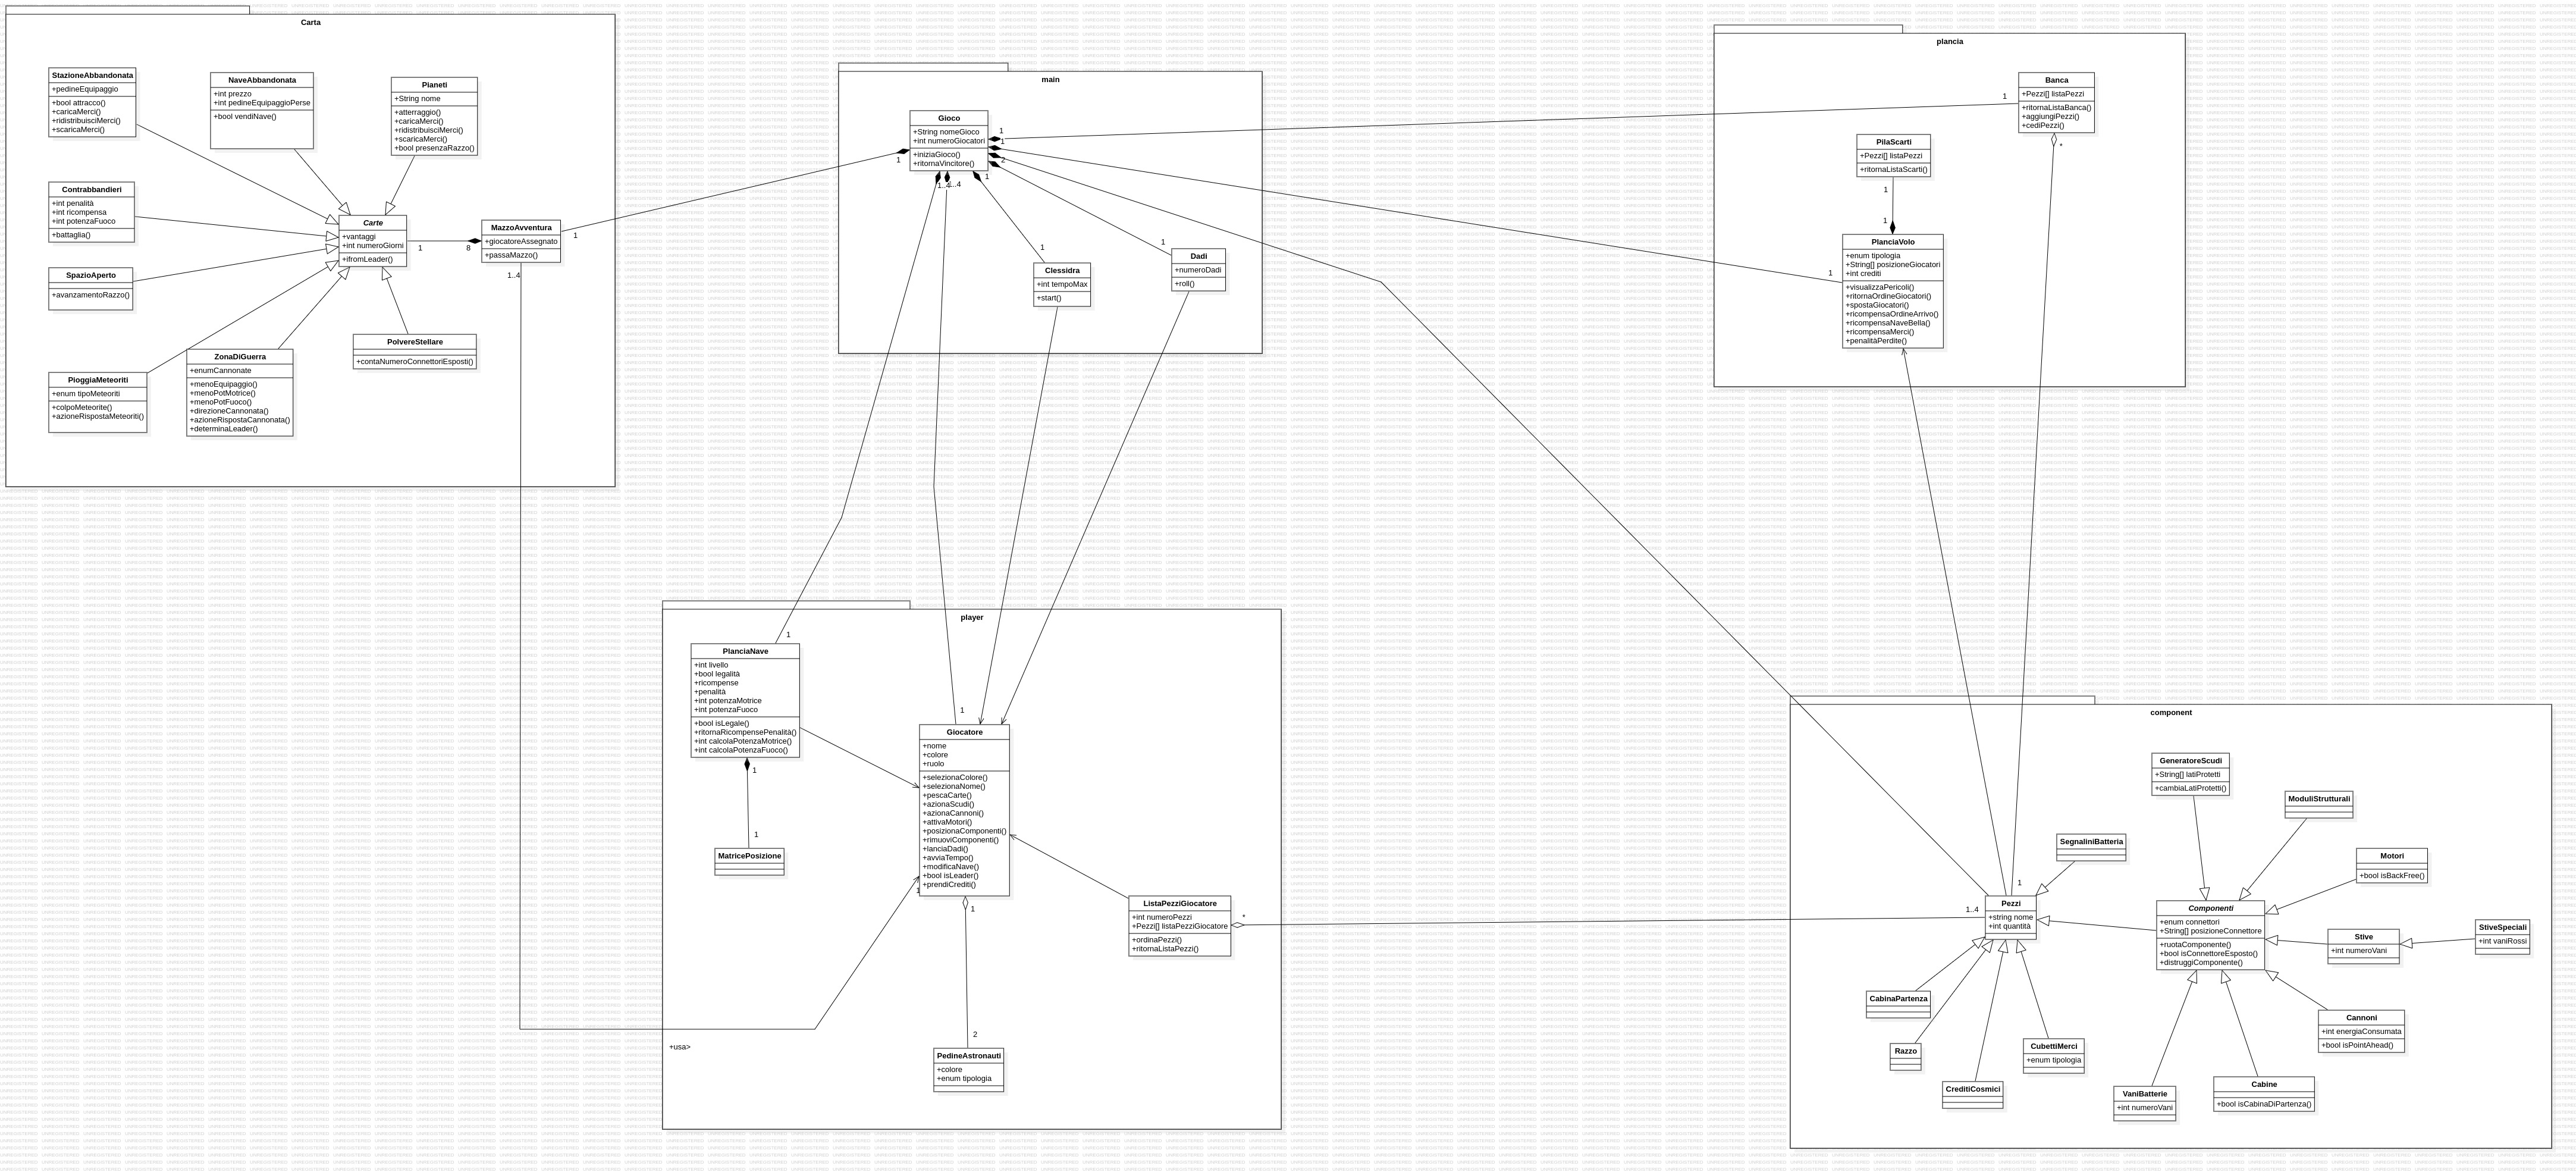 Carta
StazioneAbbandonata
+pedineEquipaggio
+bool attracco()
+caricaMerci()
+ridistribuisciMerci()
+scaricaMerci()
NaveAbbandonata
+int prezzo
+int pedineEquipaggioPerse
+bool vendiNave()
Pianeti
+String nome
+atterraggio()
+caricaMerci()
+ridistribuisciMerci()
+scaricaMerci()
+bool presenzaRazzo()
Contrabbandieri
+int penalità
+int ricompensa
+int potenzaFuoco
+battaglia()
Carte
+vantaggi
+int numeroGiorni
+ifromLeader()
1
8
MazzoAvventura
+giocatoreAssegnato
+passaMazzo()
1
1..4
SpazioAperto
+avanzamentoRazzo()
PolvereStellare
+contaNumeroConnettoriEsposti()
ZonaDiGuerra
+enumCannonate
+menoEquipaggio()
+menoPotMotrice()
+menoPotFuoco()
+direzioneCannonata()
+azioneRispostaCannonata()
+determinaLeader()
PioggiaMeteoriti
+enum tipoMeteoriti
+colpoMeteorite()
+azioneRispostaMeteoriti()
main
Gioco
+String nomeGioco
+int numeroGiocatori
+iniziaGioco()
+ritornaVincitore()
1
1
1
2
1
1..4
1..4
1
Clessidra
+int tempoMax
+start()
1
Dadi
+numeroDadi
+roll()
plancia
Banca
+Pezzi[] listaPezzi
+ritornaListaBanca()
+aggiungiPezzi()
+cediPezzi()
1
*
PilaScarti
+Pezzi[] listaPezzi
+ritornaListaScarti()
1
1
PlanciaVolo
+enum tipologia
+String[] posizioneGiocatori
+int crediti
+visualizzaPericoli()
+ritornaOrdineGiocatori()
+spostaGiocatori()
+ricompensaOrdineArrivo()
+ricompensaNaveBella()
+ricompensaMerci()
+penalitàPerdite()
1
player
1
PlanciaNave
+int livello
+bool legalità
+ricompense
+penalità
+int potenzaMotrice
+int potenzaFuoco
+bool isLegale()
+ritornaRicompensePenalità()
+int calcolaPotenzaMotrice()
+int calcolaPotenzaFuoco()
1
1
MatricePosizione
1
Giocatore
+nome
+colore
+ruolo
+selezionaColore()
+selezionaNome()
+pescaCarte()
+azionaScudi()
+azionaCannoni()
+attivaMotori()
+posizionaComponenti()
+rimuoviComponenti()
+lanciaDadi()
+avviaTempo()
+modificaNave()
+bool isLeader()
+prendiCrediti()
1
1
2
ListaPezziGiocatore
+int numeroPezzi
+Pezzi[] listaPezziGiocatore
+ordinaPezzi()
+ritornaListaPezzi()
*
+usa>
PedineAstronauti
+colore
+enum tipologia
component
GeneratoreScudi
+String[] latiProtetti
+cambiaLatiProtetti()
ModuliStrutturali
SegnaliniBatteria
Motori
+bool isBackFree()
1
1..4
Pezzi
+string nome
+int quantità
Componenti
+enum connettori
+String[] posizioneConnettore
+ruotaComponente()
+bool isConnettoreEsposto()
+distruggiComponente()
Stive
+int numeroVani
StiveSpeciali
+int vaniRossi
CabinaPartenza
Razzo
CubettiMerci
+enum tipologia
CreditiCosmici
VaniBatterie
+int numeroVani
Cabine
+bool isCabinaDiPartenza()
Cannoni
+int energiaConsumata
+bool isPointAhead()